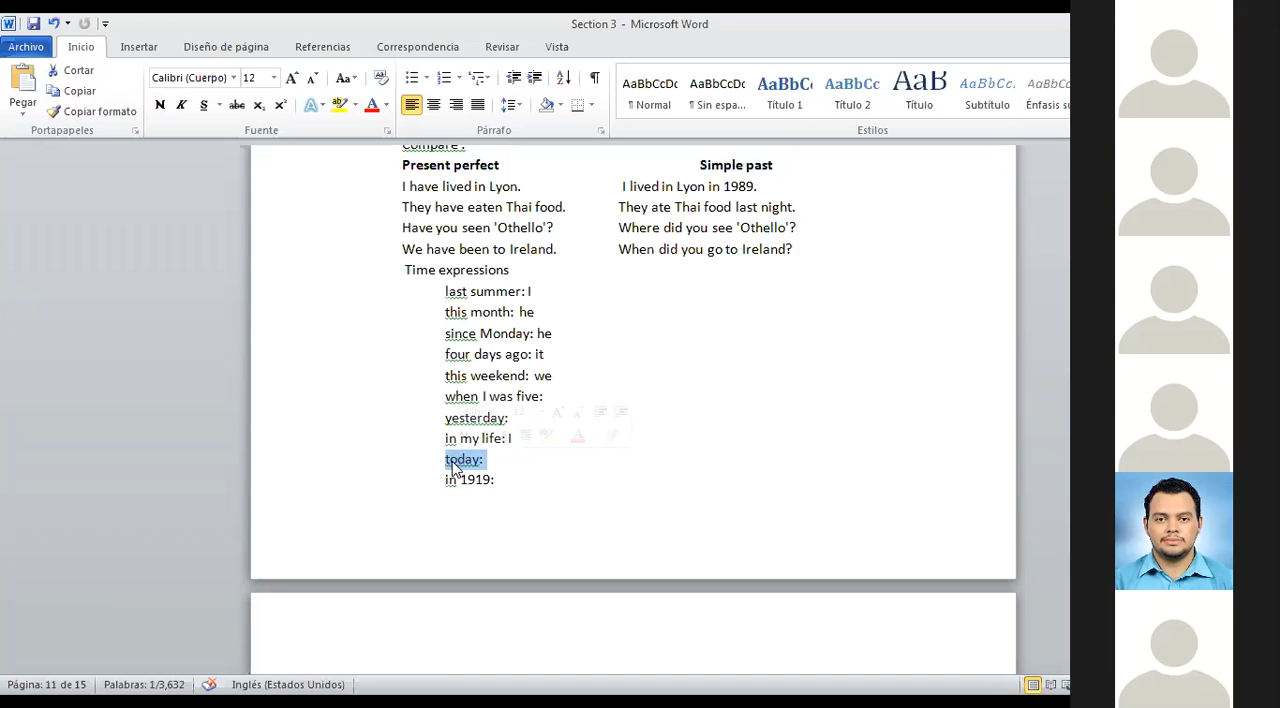 Section 3 - Microsoft Word
Archivo Inicio Insertar Diseño de página Referencias Correspondencia Revisar Vista
Pegar
Cortar
Copiar
Copiar formato
Portapapeles
Calibri (Cuerpo) 12
Fuente
Párrafo
AaBbCcDc AaBbCcDc AaBbC AaBbCc AaB AaBbCc. AaBbCcDc
¶ Normal ¶ Sin espa... Título 1 Título 2 Título Subtítulo Énfasis su
Estilos
Compare :
Present perfect Simple past
I have lived in Lyon. I lived in Lyon in 1989.
They have eaten Thai food. They ate Thai food last night.
Have you seen 'Othello'? Where did you see 'Othello'?
We have been to Ireland. When did you go to Ireland?
Time expressions
last summer: I
this month: he
since Monday: he
four days ago: it
this weekend: we
when I was five:
yesterday:
in my life: I
today:
in 1919:
Página: 11 de 15 Palabras: 1/3,632 Inglés (Estados Unidos)